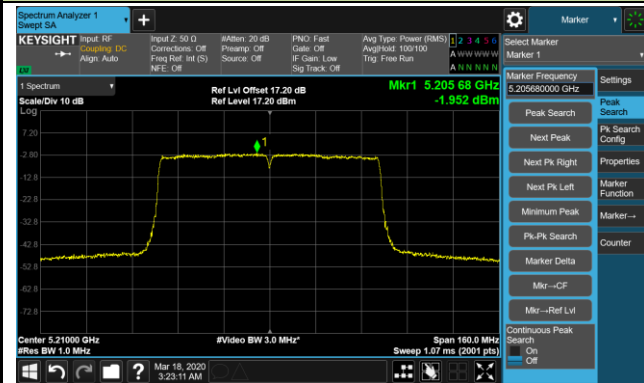 Spectrum Analyzer 1
Swept SA
+
Marker
KEYSIGHT
Input: RF
Coupling: DC
Align: Auto
Input Z: 50 Ω
Corrections: Off
Freq Ref: Int (S)
NFE: Off
#Atten: 20 dB
Preamp: Off
Source: Off
PNO: Fast
Gate: Off
IF Gain: Low
Sig Track: Off
Avg Type: Power (RMS)
Avg|Hold: 100/100
Trig: Free Run
1 2 3 4 5 6
A W W W W W
A N N N N N
Select Marker
Marker 1
1 Spectrum
Scale/Div 10 dB
Log
Ref Lvl Offset 17.20 dB
Ref Level 17.20 dBm
Mkr1 5.205 68 GHz
-1.952 dBm
7.20
-2.80
-12.8
-22.8
-32.8
-42.8
-52.8
-62.8
-72.8
1
Center 5.21000 GHz
#Res BW 1.0 MHz
#Video BW 3.0 MHz*
Span 160.0 MHz
Sweep 1.07 ms (2001 pts)
Marker Frequency
5.205680000 GHz
Peak Search
Next Peak
Next Pk Right
Next Pk Left
Minimum Peak
Pk-Pk Search
Marker Delta
Mkr→CF
Mkr→Ref Lvl
Continuous Peak
Search
On
Off
Settings
Peak
Search
Pk Search
Config
Properties
Marker
Function
Marker→
Counter
?
Mar 18, 2020
3:23:11 AM